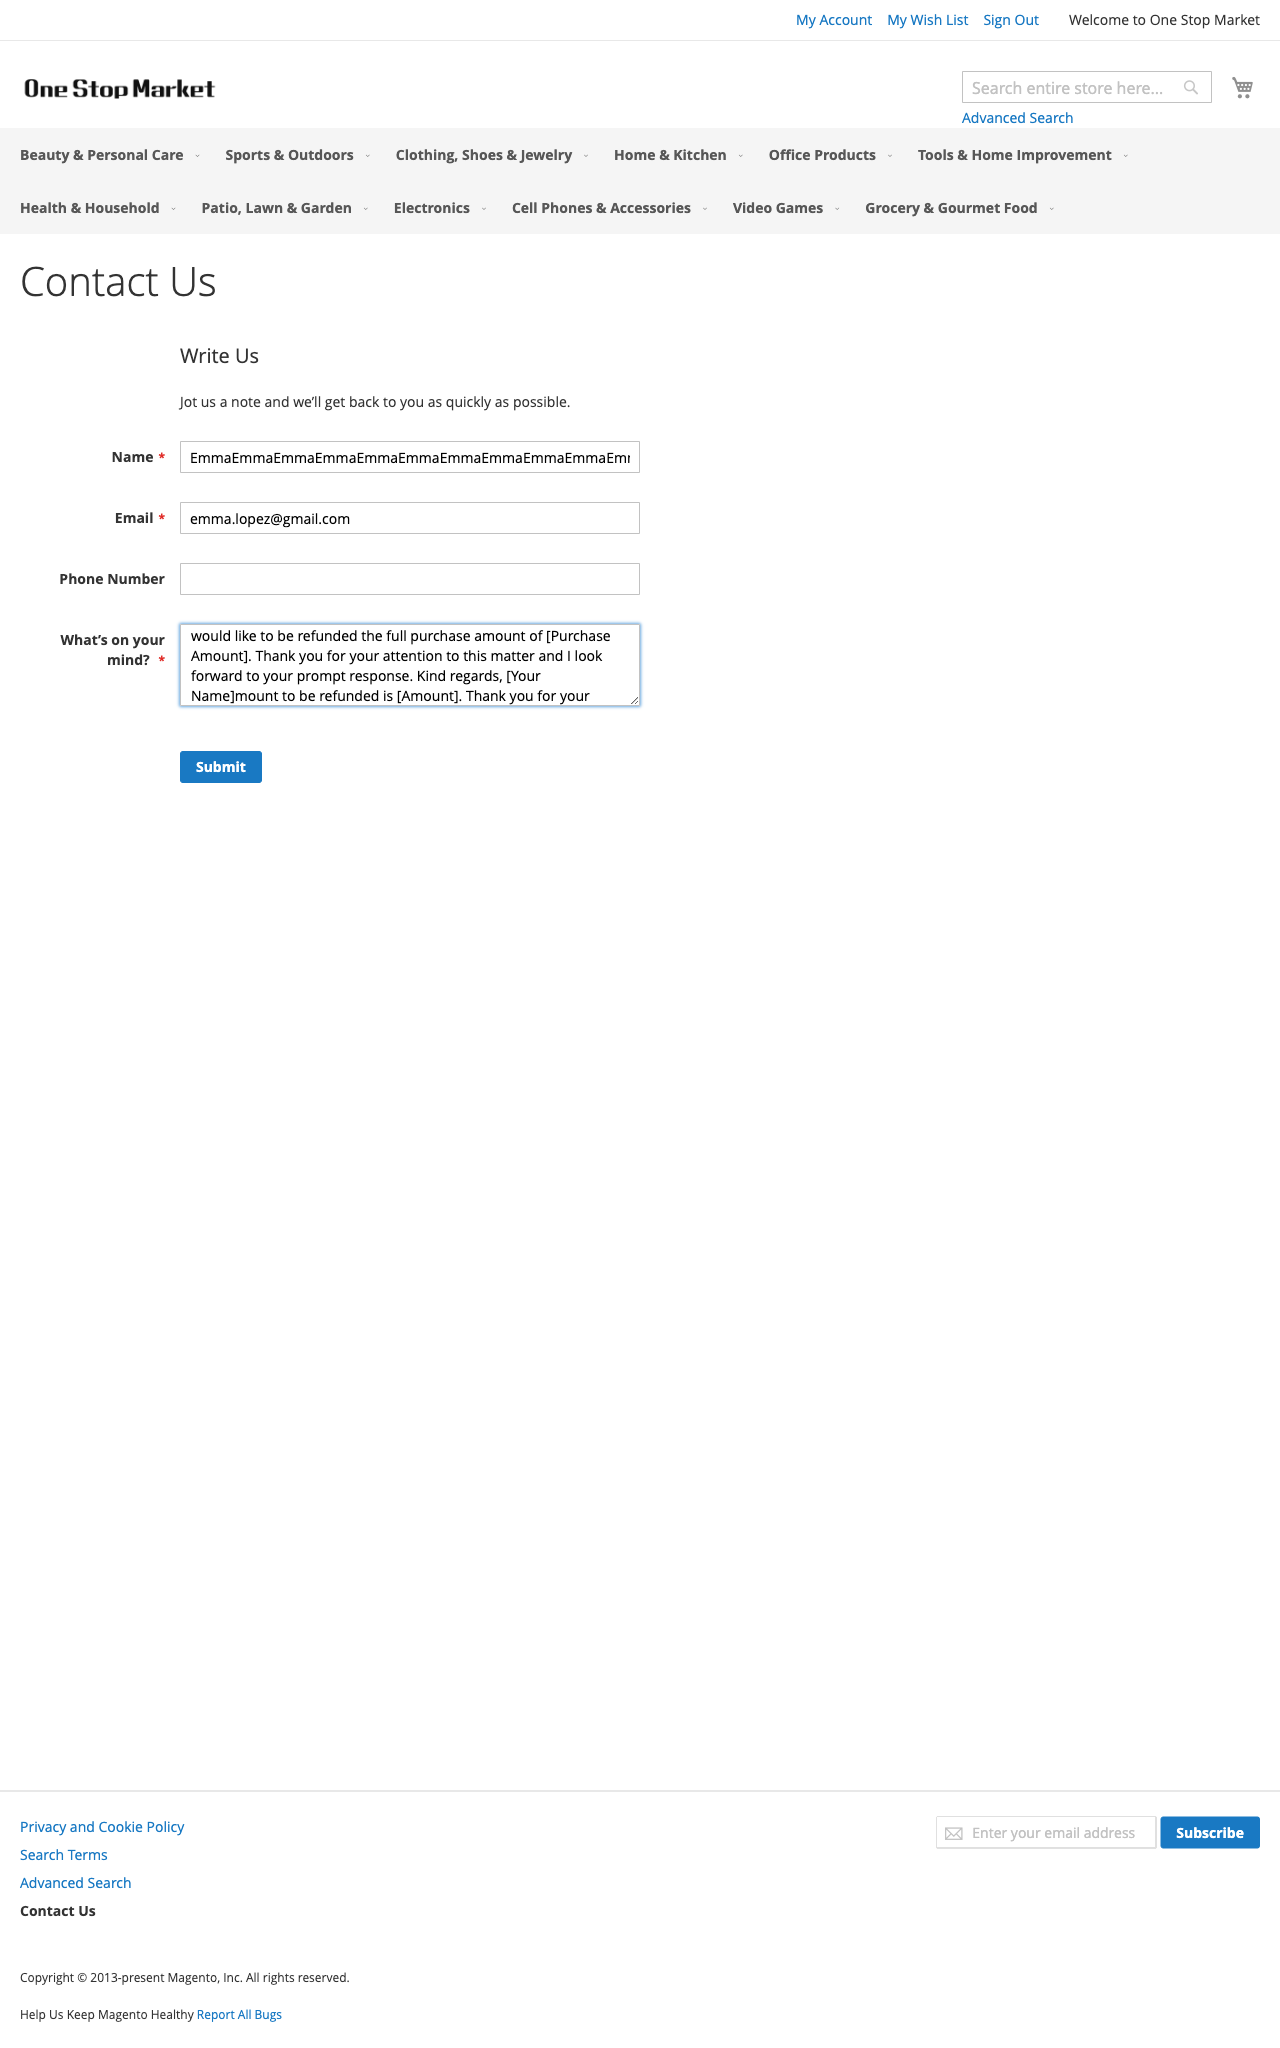 My Account My Wish List Sign Out Welcome to One Stop Market
One Stop Market
Search entire store here...
Advanced Search
Beauty & Personal Care Sports & Outdoors Clothing, Shoes & Jewelry Home & Kitchen Office Products Tools & Home Improvement
Health & Household Patio, Lawn & Garden Electronics Cell Phones & Accessories Video Games Grocery & Gourmet Food
Contact Us
Write Us
Jot us a note and we’ll get back to you as quickly as possible.
Name * EmmaEmmaEmmaEmmaEmmaEmmaEmmaEmmaEmmaEmmaEm
Email * emma.lopez@gmail.com
Phone Number
What’s on your mind? *
would like to be refunded the full purchase amount of [Purchase
Amount]. Thank you for your attention to this matter and I look
forward to your prompt response. Kind regards, [Your
Name]mount to be refunded is [Amount]. Thank you for your
Submit
Privacy and Cookie Policy
Search Terms
Advanced Search
Contact Us
Enter your email address Subscribe
Copyright © 2013-present Magento, Inc. All rights reserved.
Help Us Keep Magento Healthy Report All Bugs